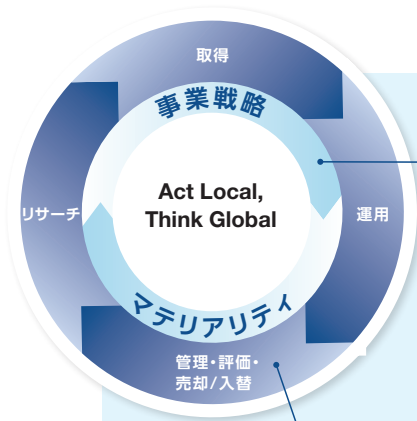 取得
事業戦略
Act Local,
Think Global
リサーチ
運用
マテリアリティ
管理・評価・
売却/入替